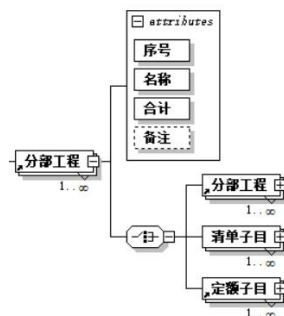 attributes
序号
名称
合计
备注
分部工程
1..∞
分部工程
1..∞
清单子目
1..∞
定额子目
1..∞